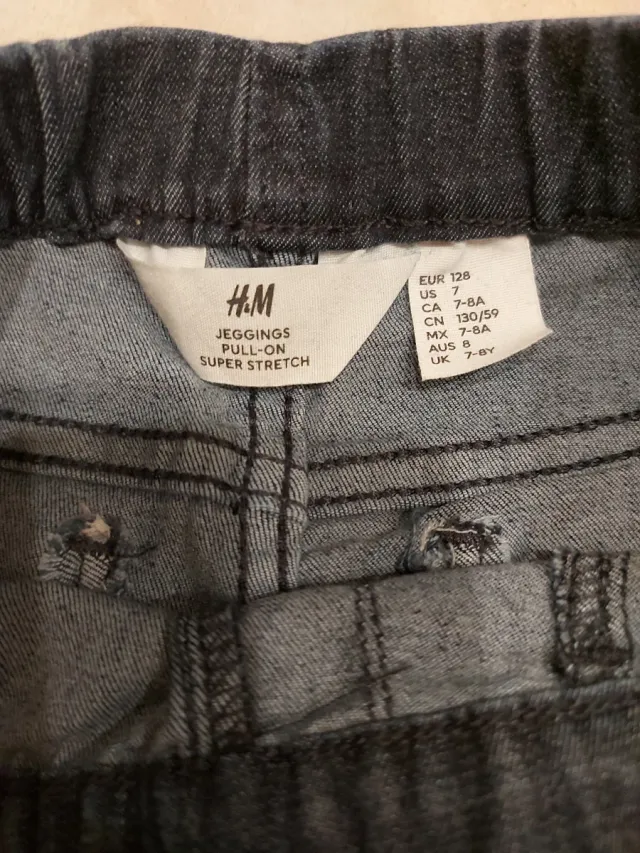 H&M
JEGGINGS
PULL-ON
SUPER STRETCH
EUR 128
US 7
CA 7-8A
CN 130/59
MX 7-8A
AUS 8
UK 7-8Y